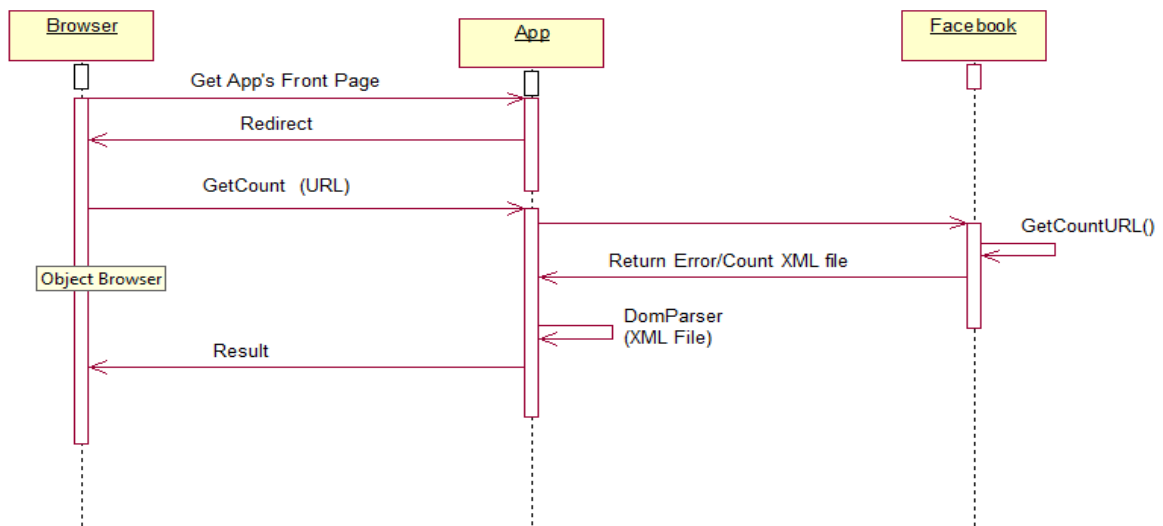 Browser
App
Facebook
Get App's Front Page
Redirect
GetCount (URL)
GetCountURL()
Return Error/Count XML file
Object Browser
DomParser
(XML File)
Result